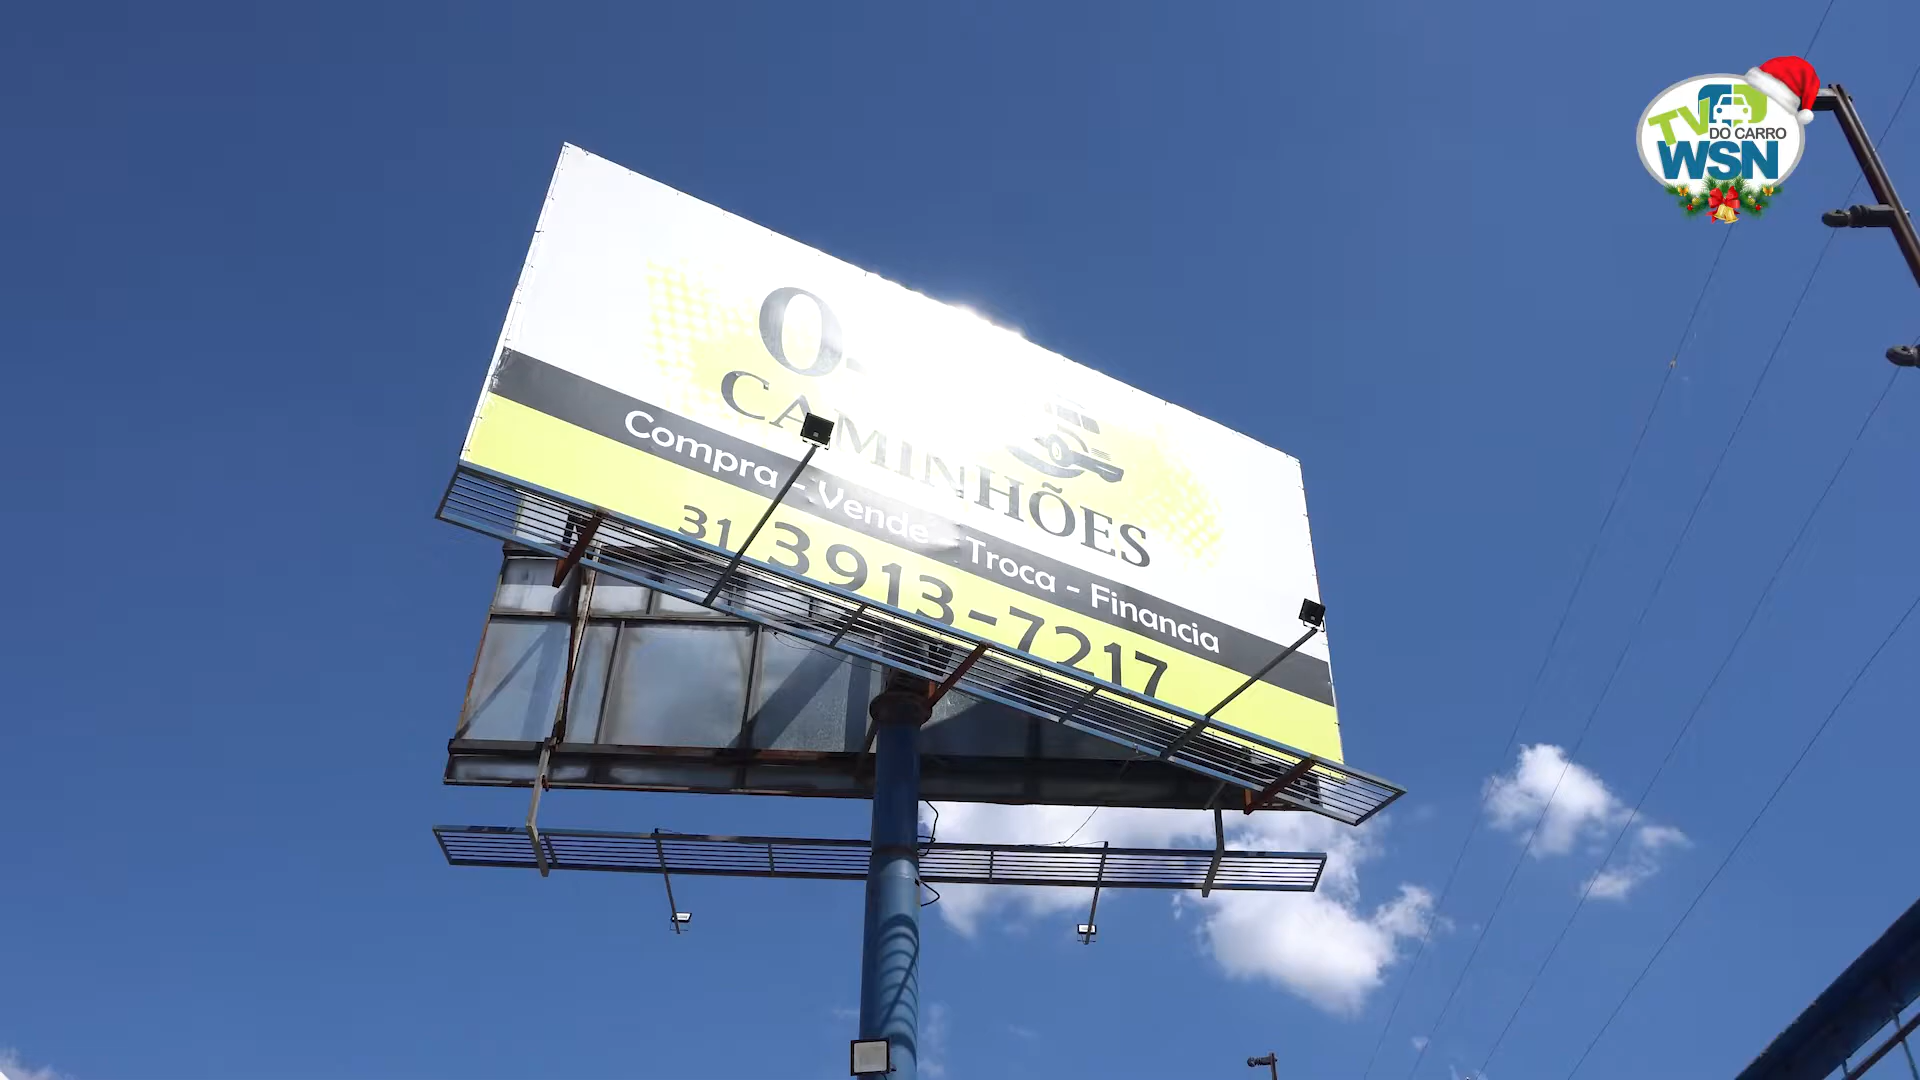 CAMINHÕES
Compra - Vende - Troca - Financia
31 3913-7217
TV DO CARRO
WSN